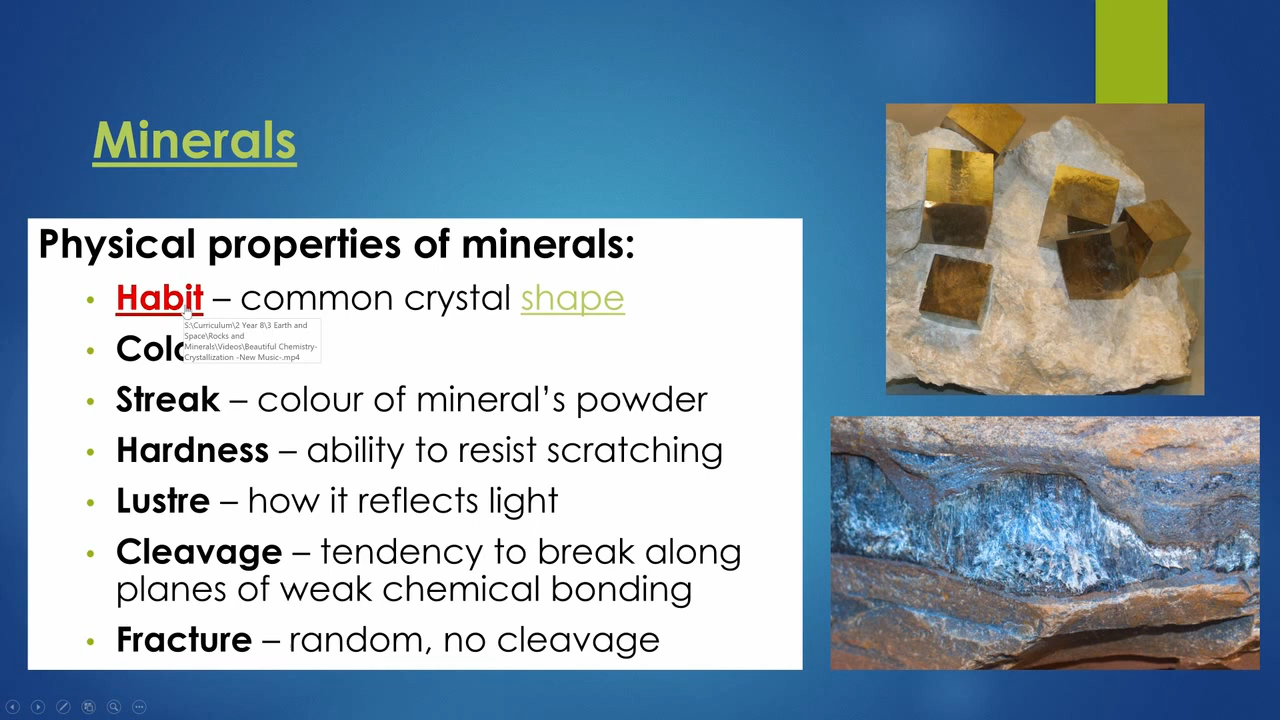 Minerals
Physical properties of minerals:
• Habit – common crystal shape
S:\Curriculum\2 Year 8\3 Earth and
Space\Rocks and
Minerals\Videos\Beautiful Chemistry-
Crystallization -New Music-.mp4
• Colo
• Streak – colour of mineral’s powder
• Hardness – ability to resist scratching
• Lustre – how it reflects light
• Cleavage – tendency to break along
planes of weak chemical bonding
• Fracture – random, no cleavage